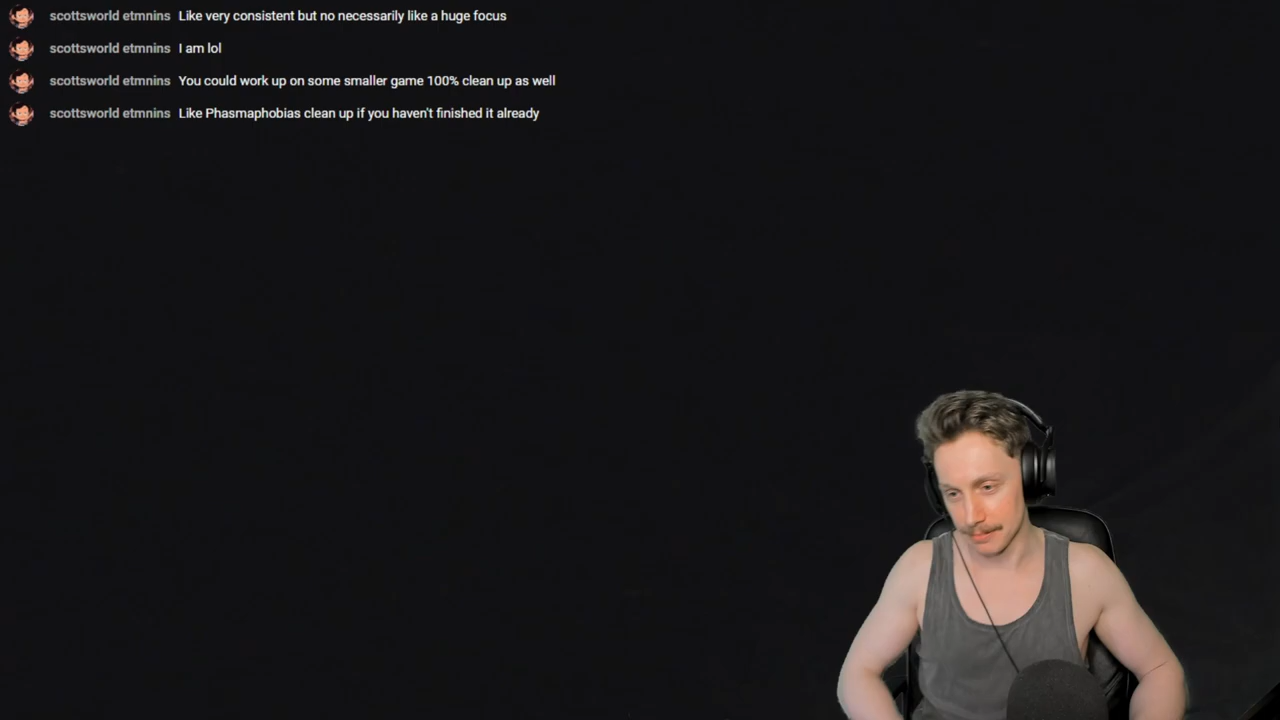 scottsworld etmnins Like very consistent but no necessarily like a huge focus
scottsworld etmnins I am lol
scottsworld etmnins You could work up on some smaller game 100% clean up as well
scottsworld etmnins Like Phasmaphobias clean up if you haven't finished it already